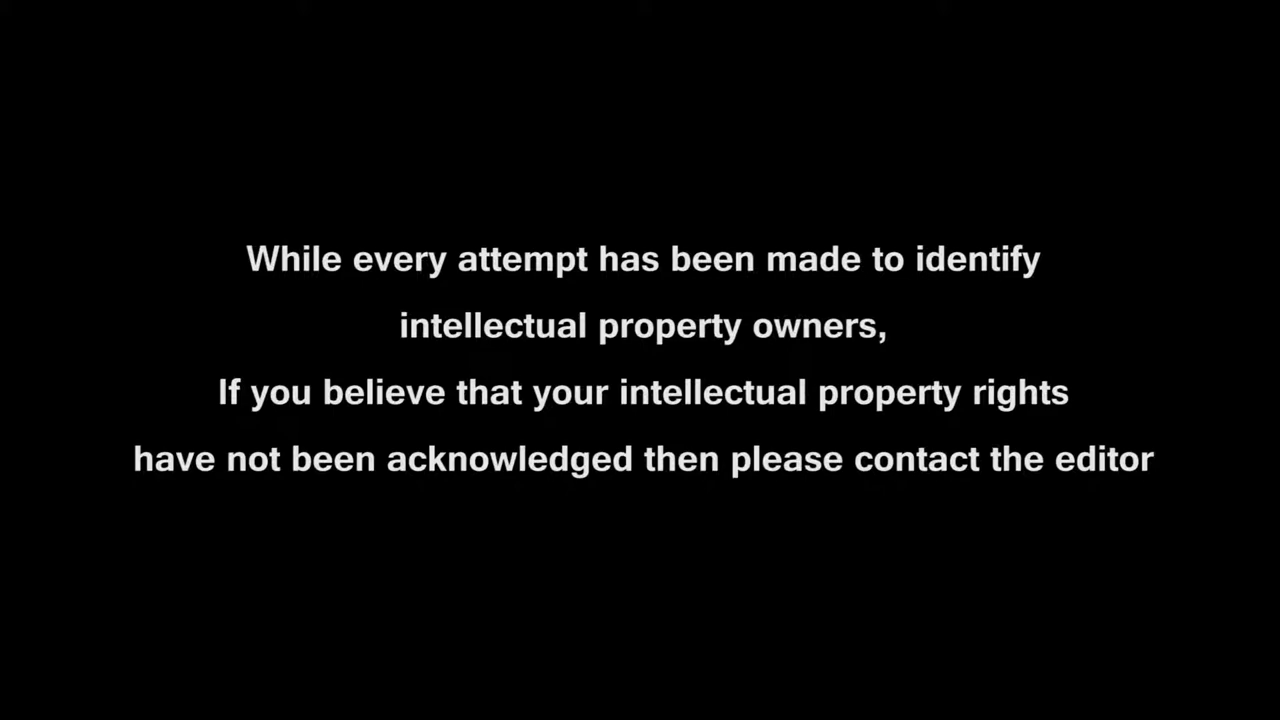 While every attempt has been made to identify
intellectual property owners,
If you believe that your intellectual property rights
have not been acknowledged then please contact the editor